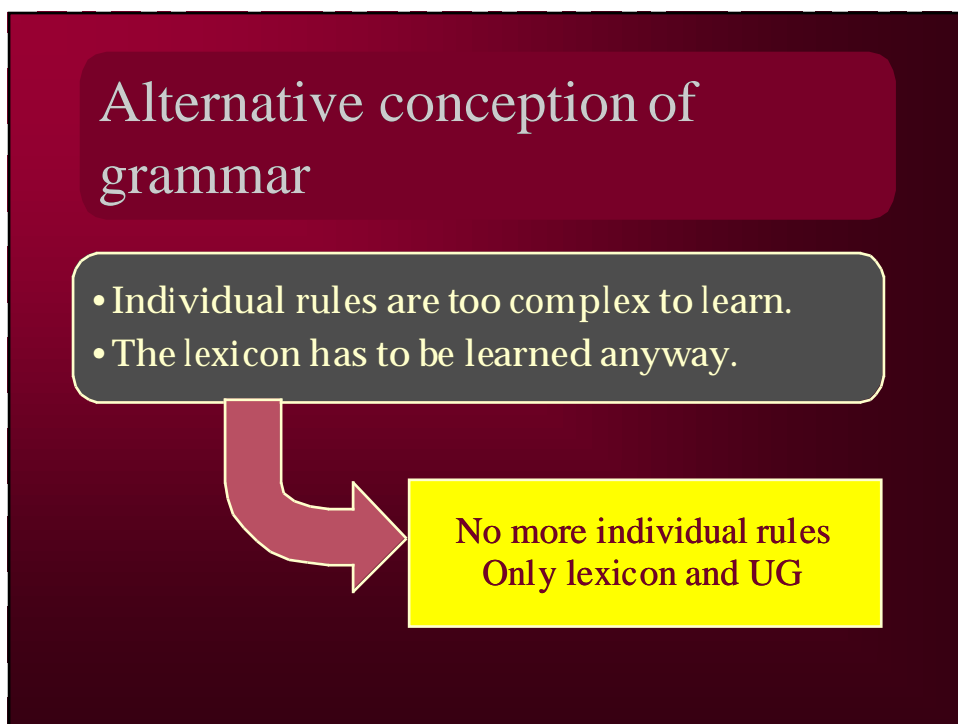 Alternative conception of
grammar
• Individual rules are too complex to learn.
• The lexicon has to be learned anyway.
No more individual rules
Only lexicon and UG